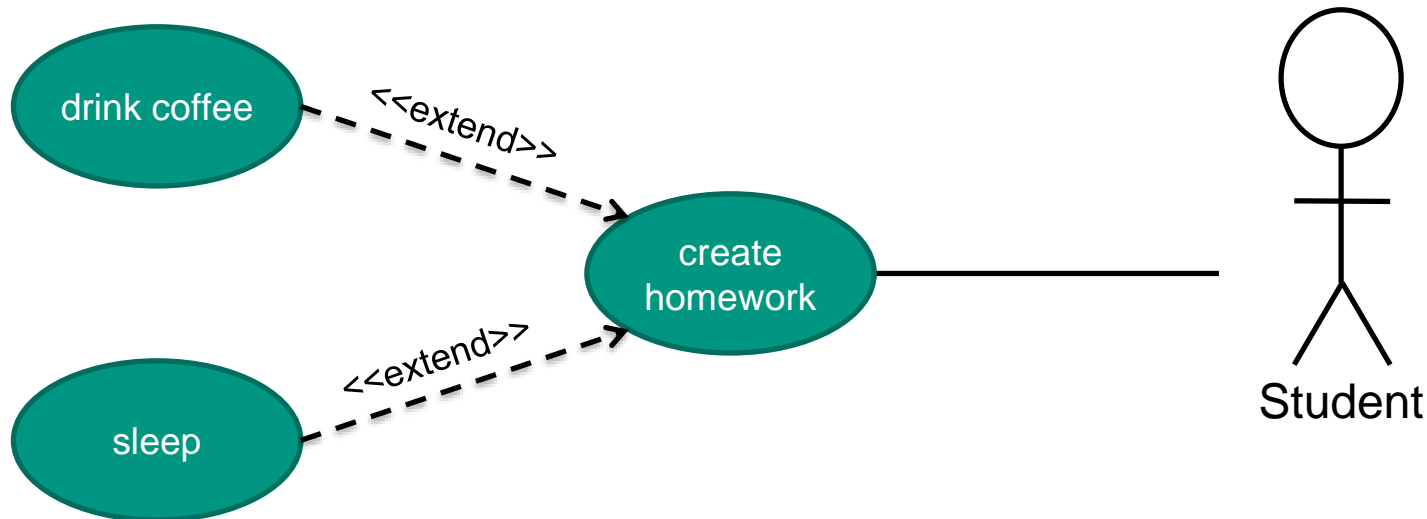 drink coffee
<<extend>>
create
homework
<<extend>>
sleep
Student